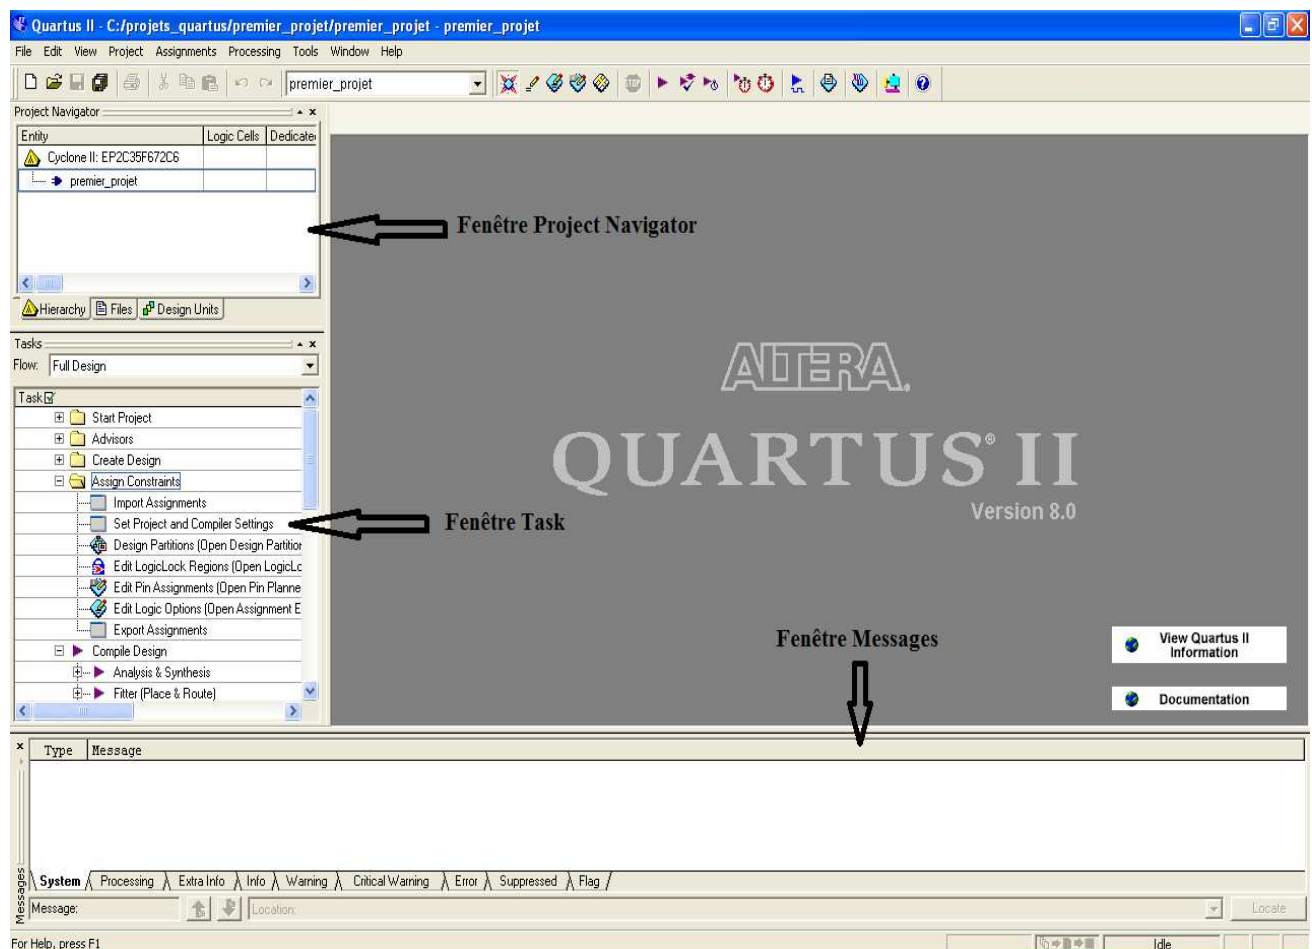 Quartus II - C:/projets_quartus/premier_projet/premier_projet - premier_projet
File Edit View Project Assignments Processing Tools Window Help
premier_projet
Project Navigator
Entity Logic Cells Dedicate
Cyclone II: EP2C35F672C6
premier_projet
Fenêtre Project Navigator
Hierarchy Files Design Units
Tasks
Flow: Full Design
Task
Start Project
Advisors
Create Design
Assign Constraints
Import Assignments
Set Project and Compiler Settings
Fenêtre Task
Design Partitions (Open Design Partition
Edit LogicLock Regions (Open LogicLo
Edit Pin Assignments (Open Pin Planne
Edit Logic Options (Open Assignment E
Export Assignments
Compile Design
Analysis & Synthesis
Fitter (Place & Route)
ALTERA.
QUARTUS® II
Version 8.0
Fenêtre Messages
View Quartus II
Information
Documentation
Type Message
System Processing Extra Info Info Warning Critical Warning Error Suppressed Flag
Messages
Message: Location: Locate
For Help, press F1 Idle